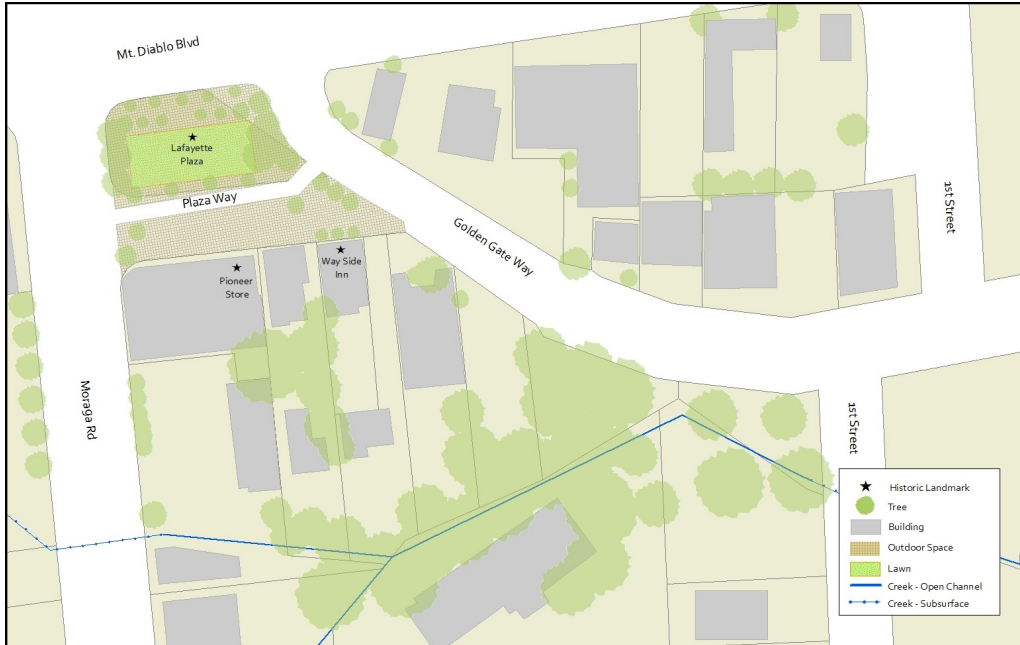 Mt. Diablo Blvd
Lafayette
Plaza
Plaza Way
Golden Gate Way
1st Street
Pioneer
Store
Way Side
Inn
Moraga Rd
1st Street
Historic Landmark
Tree
Building
Outdoor Space
Lawn
Creek - Open Channel
Creek - Subsurface